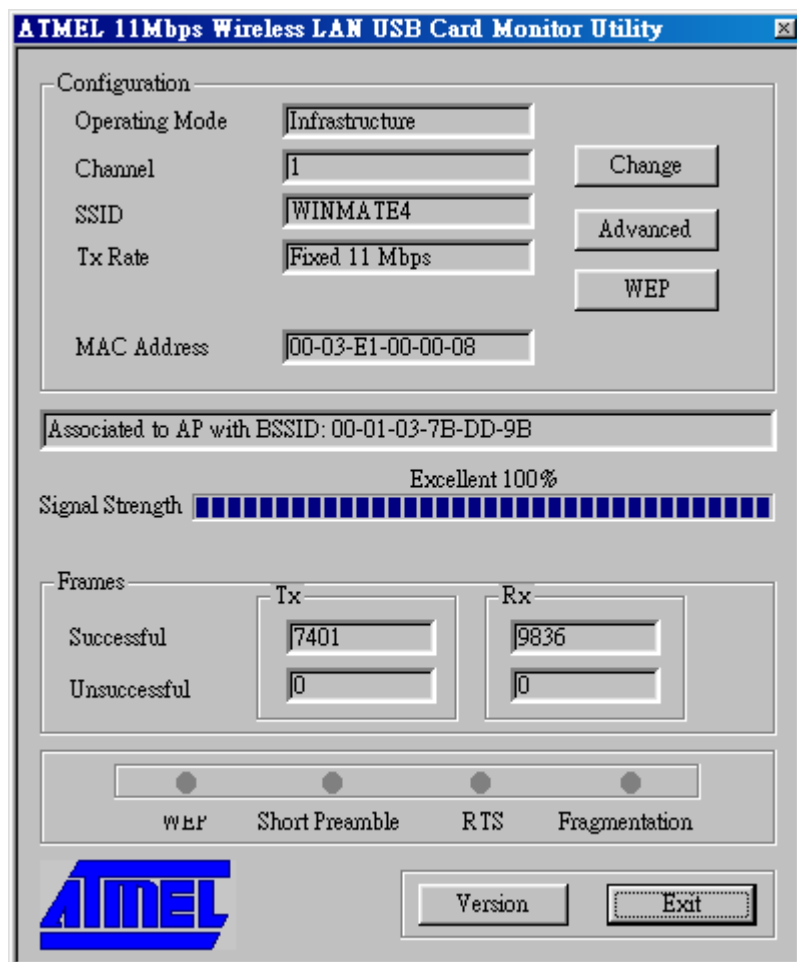 ATMEL 11Mbps Wireless LAN USB Card Monitor Utility
Configuration
Operating Mode Infrastructure
Channel 1
Change
SSID WINMATE4
Advanced
Tx Rate Fixed 11 Mbps
WEP
MAC Address 00-03-E1-00-00-08
Associated to AP with BSSID: 00-01-03-7B-DD-9B
Excellent 100%
Signal Strength
Frames
Tx Rx
Successful 7401 9836
Unsuccessful 0 0
WEP Short Preamble RTS Fragmentation
ATMEL
Version Exit